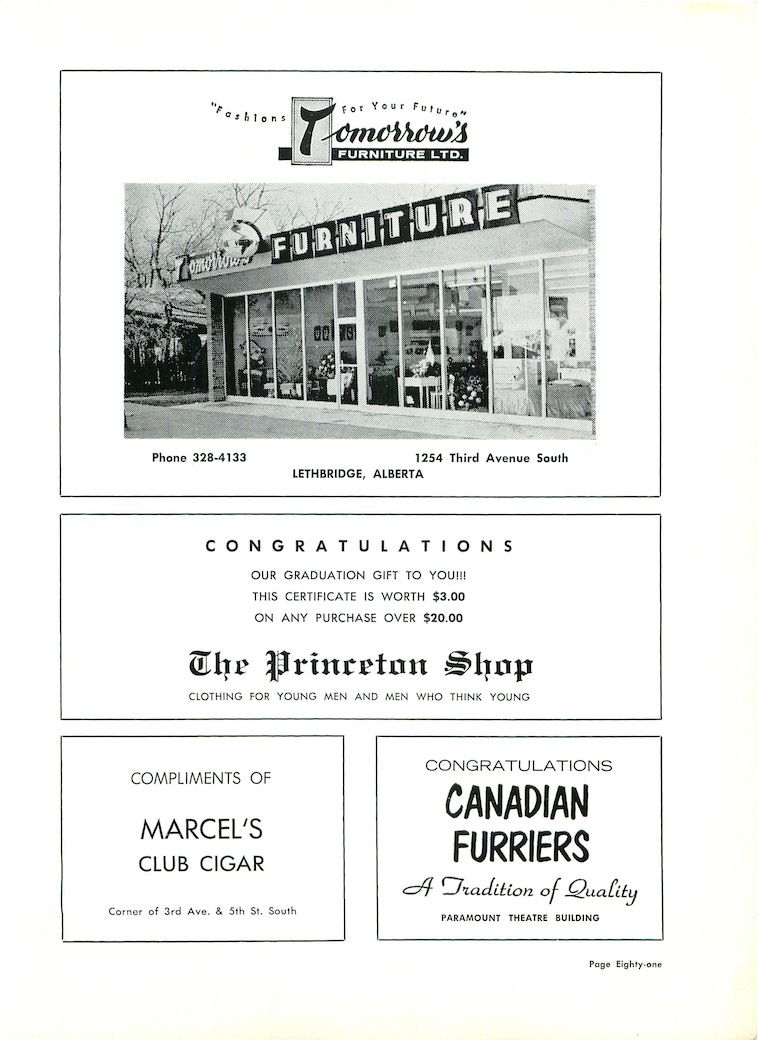 "Fashions For Your Future"
Tomorrow's
FURNITURE LTD.
Tomorrow's FURNITURE
Phone 328-4133 1254 Third Avenue South
LETHBRIDGE, ALBERTA
CONGRATULATIONS
OUR GRADUATION GIFT TO YOU!!!
THIS CERTIFICATE IS WORTH $3.00
ON ANY PURCHASE OVER $20.00
The Princeton Shop
CLOTHING FOR YOUNG MEN AND MEN WHO THINK YOUNG
COMPLIMENTS OF
MARCEL'S
CLUB CIGAR
Corner of 3rd Ave. & 5th St. South
CONGRATULATIONS
CANADIAN
FURRIERS
A Tradition of Quality
PARAMOUNT THEATRE BUILDING
Page Eighty-one